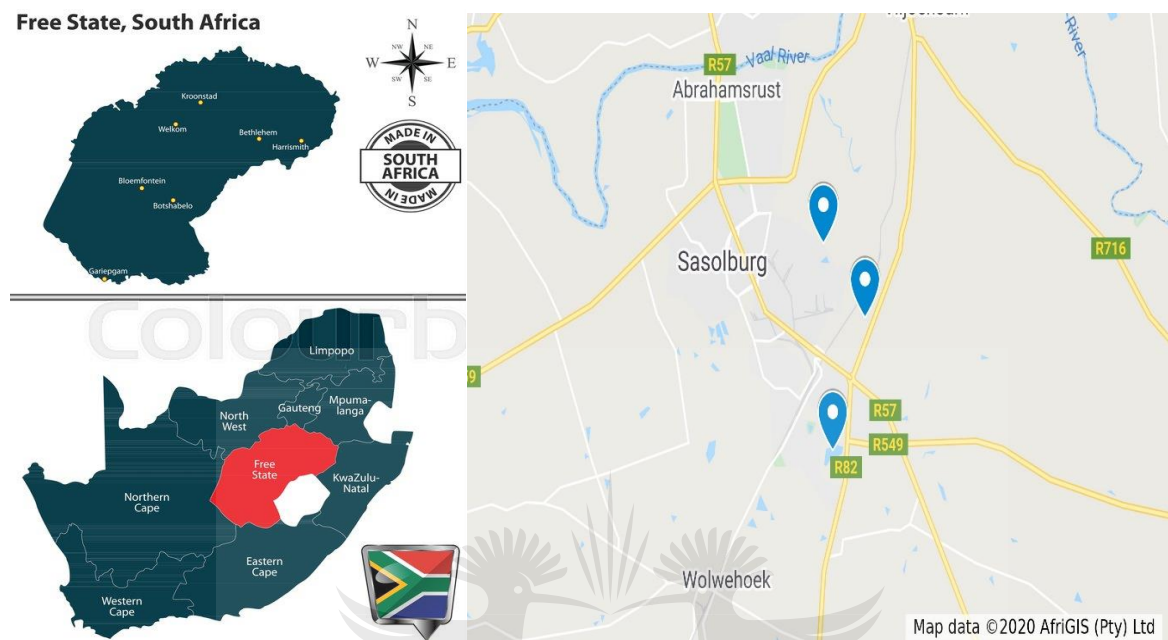 Free State, South Africa
N
NW
NE
W
E
SW
SE
S
Kroonstad
Welkom
Bethlehem
Harrismith
Bloemfontein
Botshabelo
Gariepgam
MADE IN
SOUTH
AFRICA
MADE IN
colourb
Limpopo
North
West
Gauteng
Mpuma-
langa
Free
State
KwaZulu-
Natal
Northern
Cape
Eastern
Cape
Western
Cape
R57
Vaal River
River
Abrahamsrust
R716
Sasolburg
R57
R549
R82
Wolwehoek
Map data ©2020 AfriGIS (Pty) Ltd